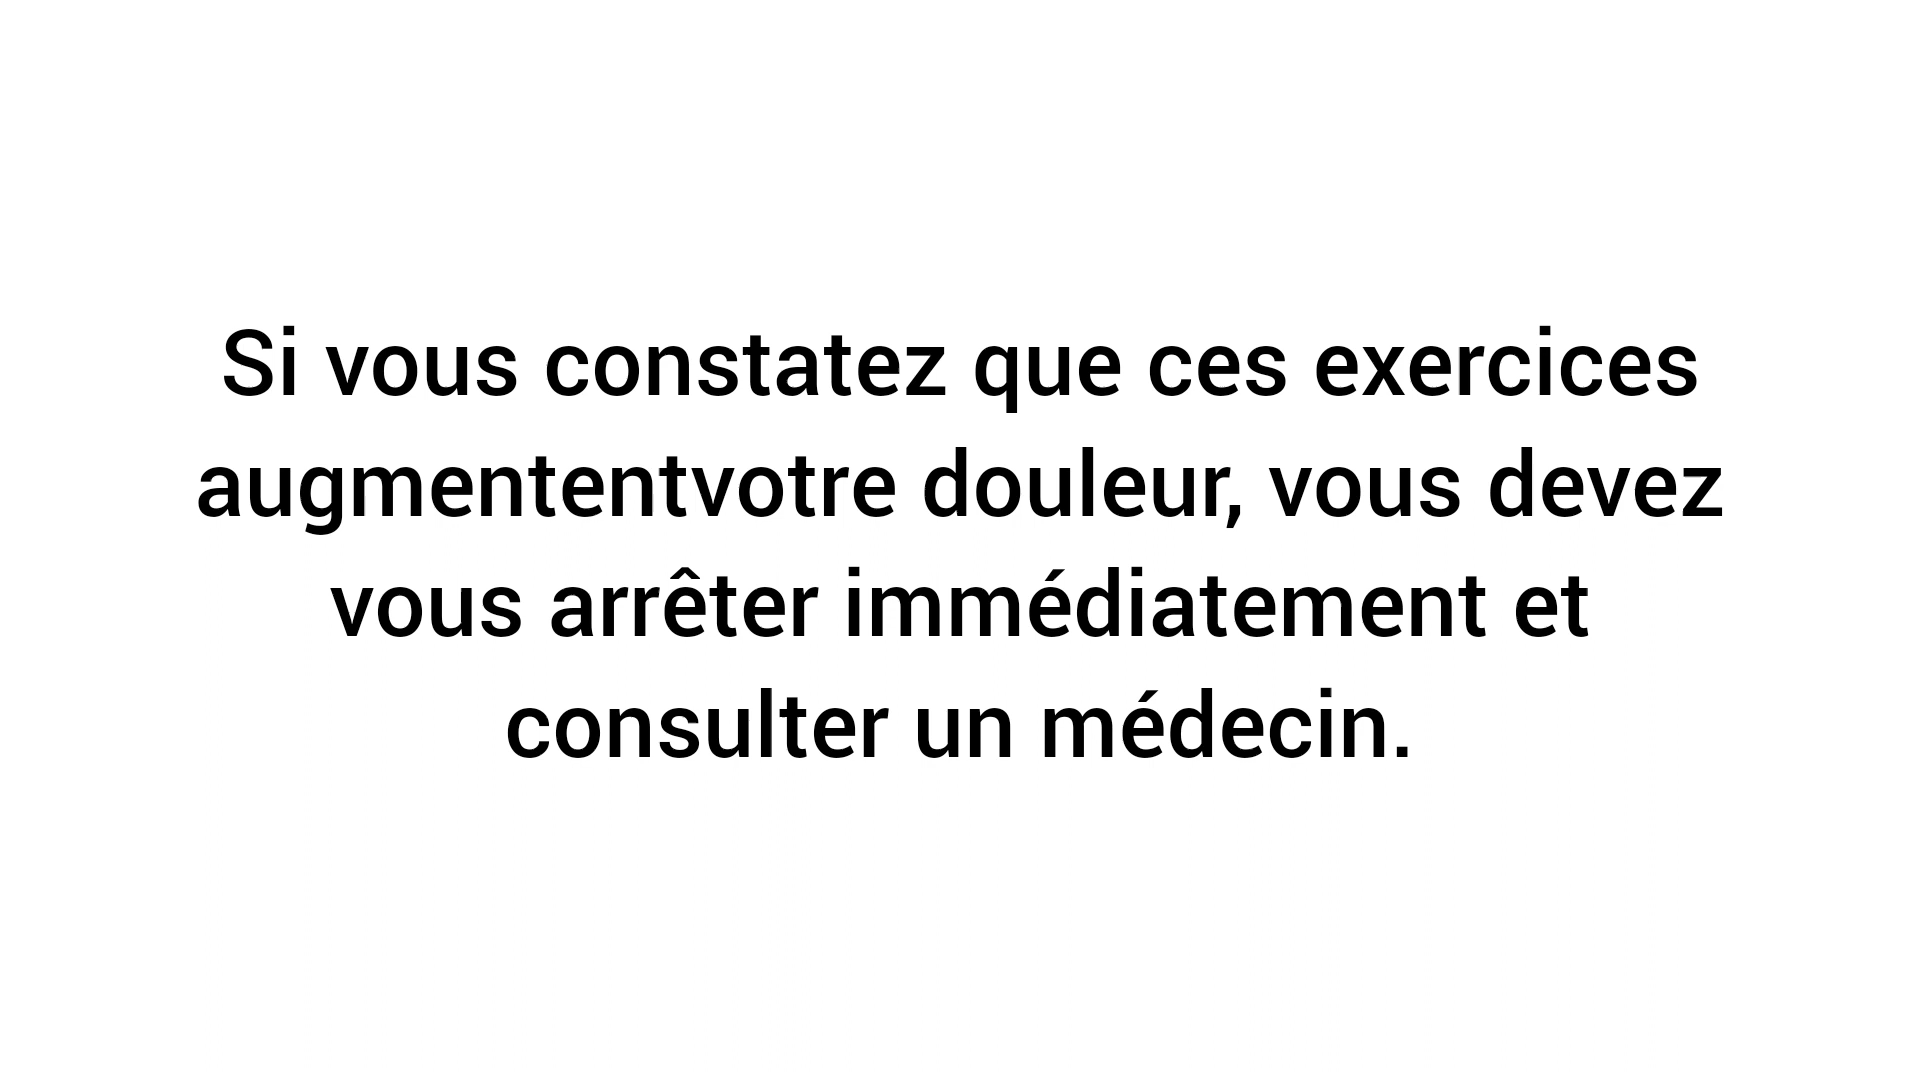 Si vous constatez que ces exercices
augmententvotre douleur, vous devez
vous arrêter immédiatement et
consulter un médecin.